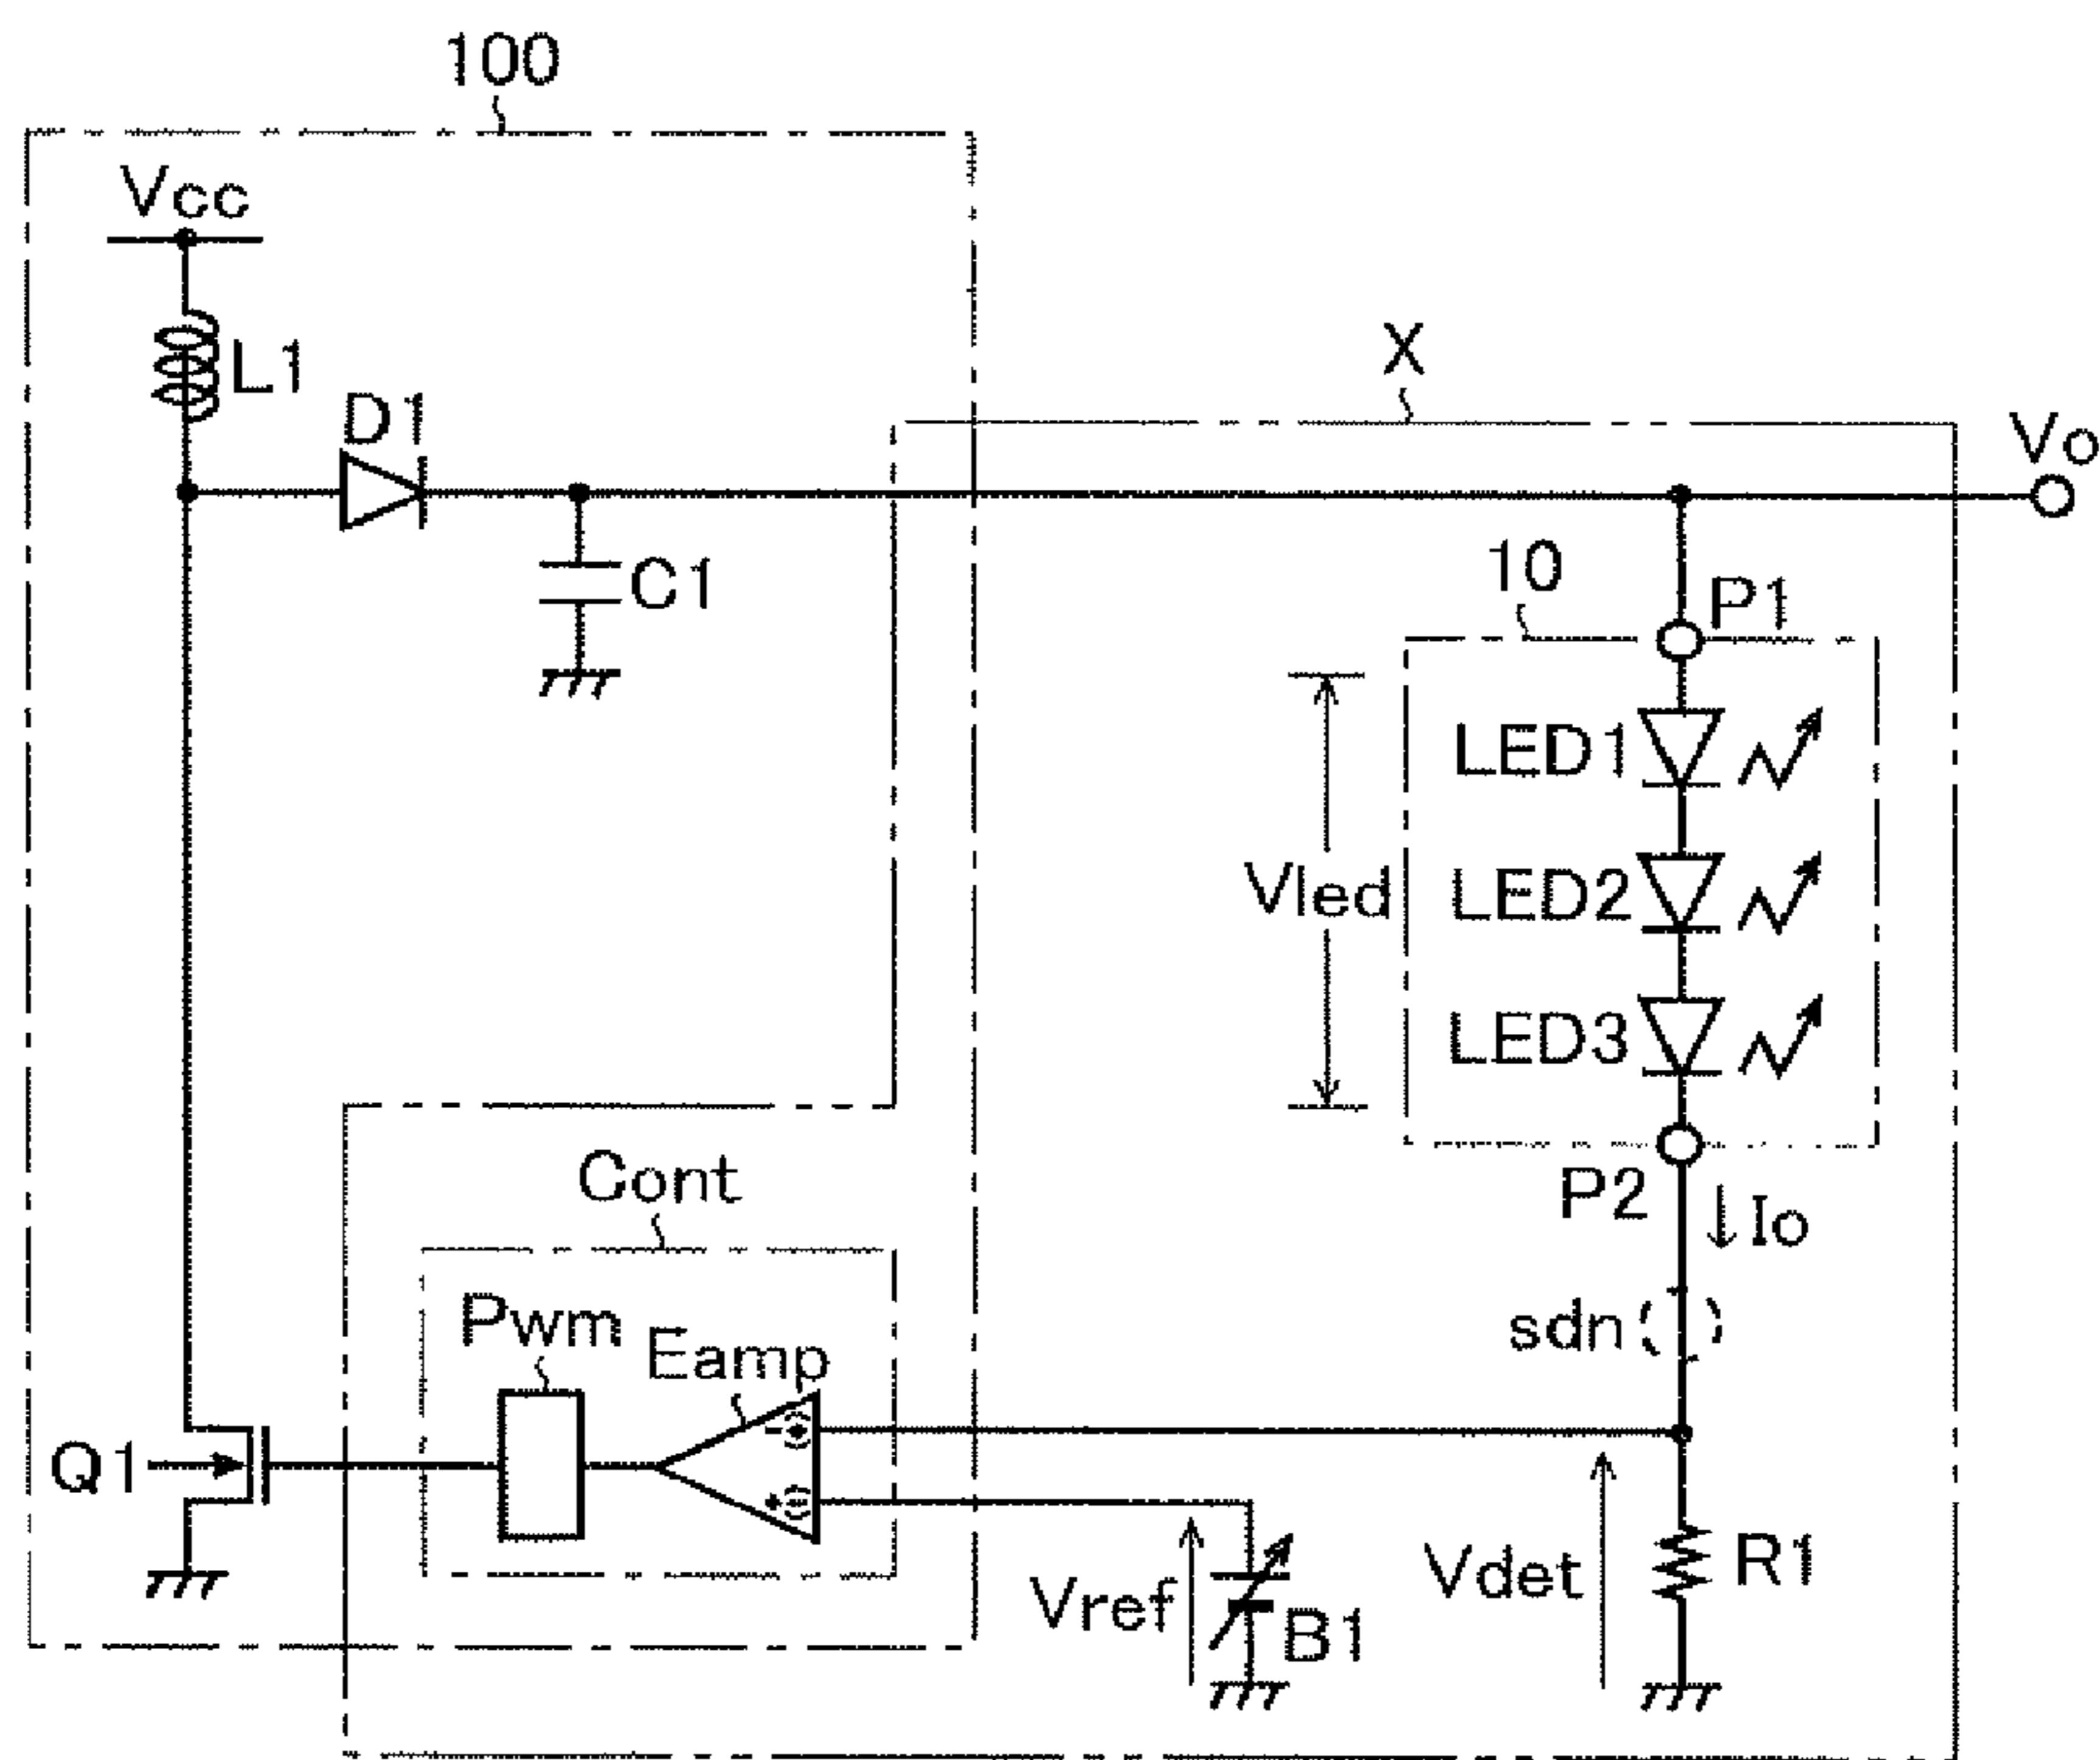 100
Vcc
L1
D1
C1
X
Vo
10
P1
LED1
Vled
LED2
LED3
P2
Io
Cont
Pwm
Eamp
sdn
- (+)
+ (-)
Q1
Vref
B1
Vdet
R1